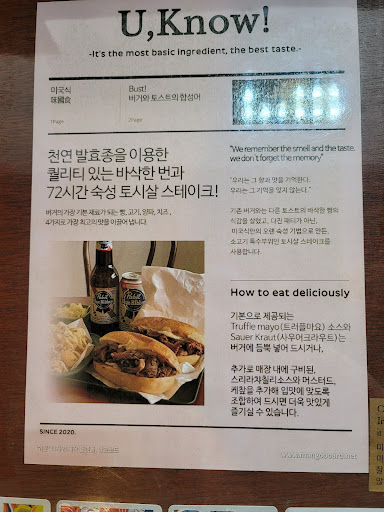 U,Know!
-It's the most basic ingredient, the best taste.-
미국식
味國食
1Page
Bust!
버거와 토스트의 합성어
2Page
천연 발효종을 이용한
퀄리티 있는 바삭한 번과
72시간 숙성 토시살 스테이크!
버거의 가장 기본 재료가 되는 빵, 고기, 양파, 치즈,
4가지로 가장 최고의 맛을 이끌어 냅니다.
"We remember the smell and the taste.
we don't forget the memory"
"우리는 그 향과 맛을 기억한다.
우리는 그 기억을 잊지 않는다."
기존 버거와는 다른 토스트의 바삭한 빵의
식감을 살렸고, 다진 패티가 아닌,
미국식만의 오랜 숙성 기법으로 만든,
소고기 특수부위인 토시살 스테이크를
사용합니다.
How to eat deliciously
기본으로 제공되는
Truffle mayo(트러플마요) 소스와
Sauer Kraut(사우어크라우트)는
버거에 듬뿍 넣어 드시거나,
추가로 매장 내에 구비된,
스리라챠칠리소스와 머스터드,
케찹을 추가해 입맛에 맞도록
조합하여 드시면 더욱 맛있게
즐기실 수 있습니다.
Pabst
Pabst
SINCE 2020.